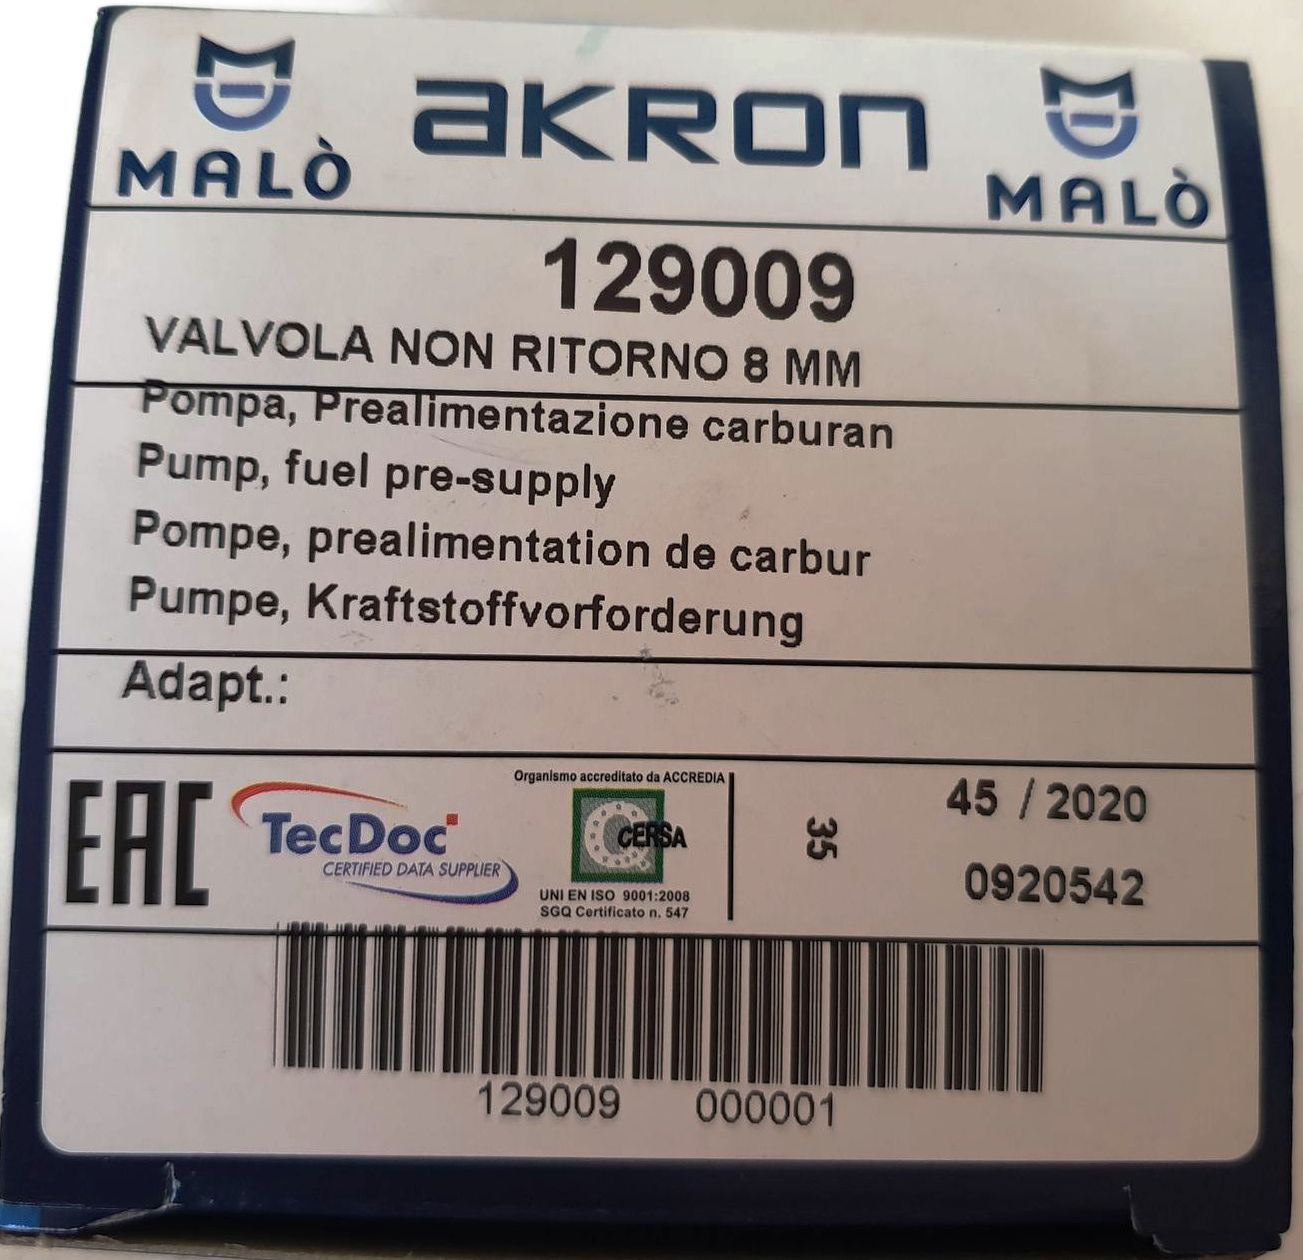 MALÒ akron MALÒ
129009
VALVOLA NON RITORNO 8 MM
Pompa, Prealimentazione carburan
Pump, fuel pre-supply
Pompe, prealimentation de carbur
Pumpe, Kraftstoffvorforderung
Adapt.:
EAC
TecDoc
CERTIFIED DATA SUPPLIER
Organismo accreditato da ACCREDIA
CERSA
UNI EN ISO 9001:2008
SGQ Certificato n. 547
35
45 / 2020
0920542
129009 000001